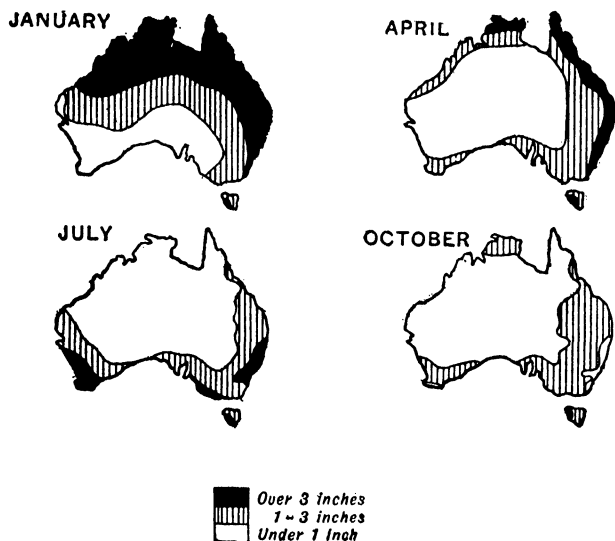 JANUARY
APRIL
JULY
OCTOBER
Over 3 inches
1-3 inches
Under 1 Inch